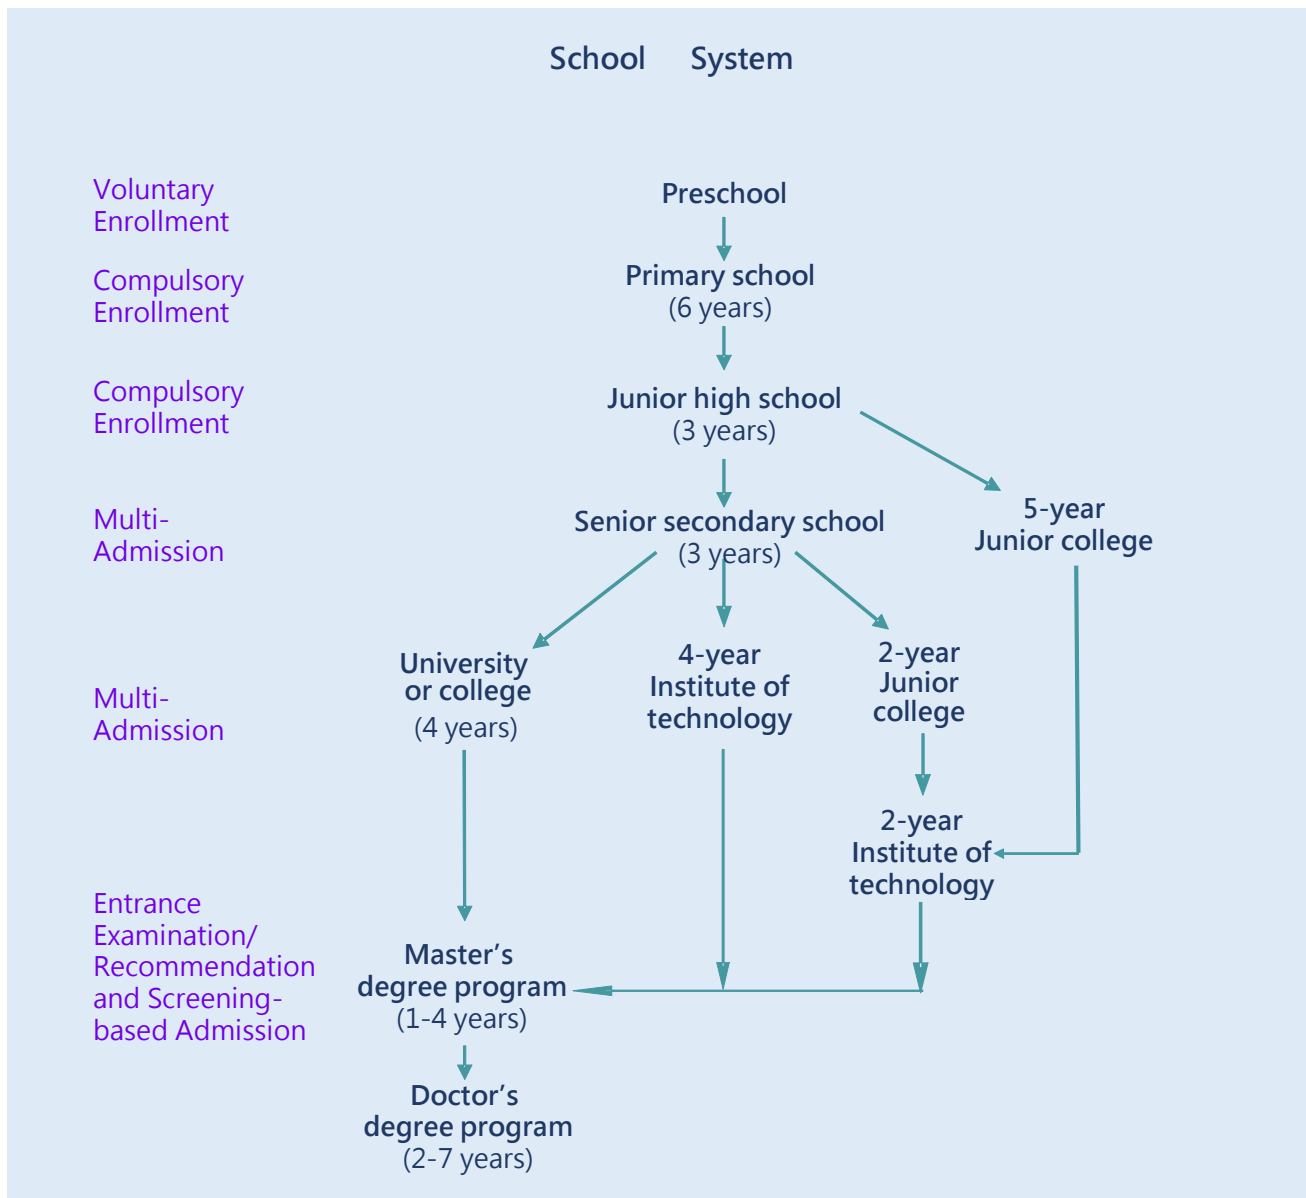 School System
Voluntary
Enrollment
Preschool
Compulsory
Enrollment
Primary school
(6 years)
Compulsory
Enrollment
Junior high school
(3 years)
Multi-
Admission
Senior secondary school
(3 years)
5-year
Junior college
Multi-
Admission
University
or college
(4 years)
4-year
Institute of
technology
2-year
Junior
college
2-year
Institute of
technology
Entrance
Examination/
Recommendation
and Screening-
based Admission
Master's
degree program
(1-4 years)
Doctor's
degree program
(2-7 years)